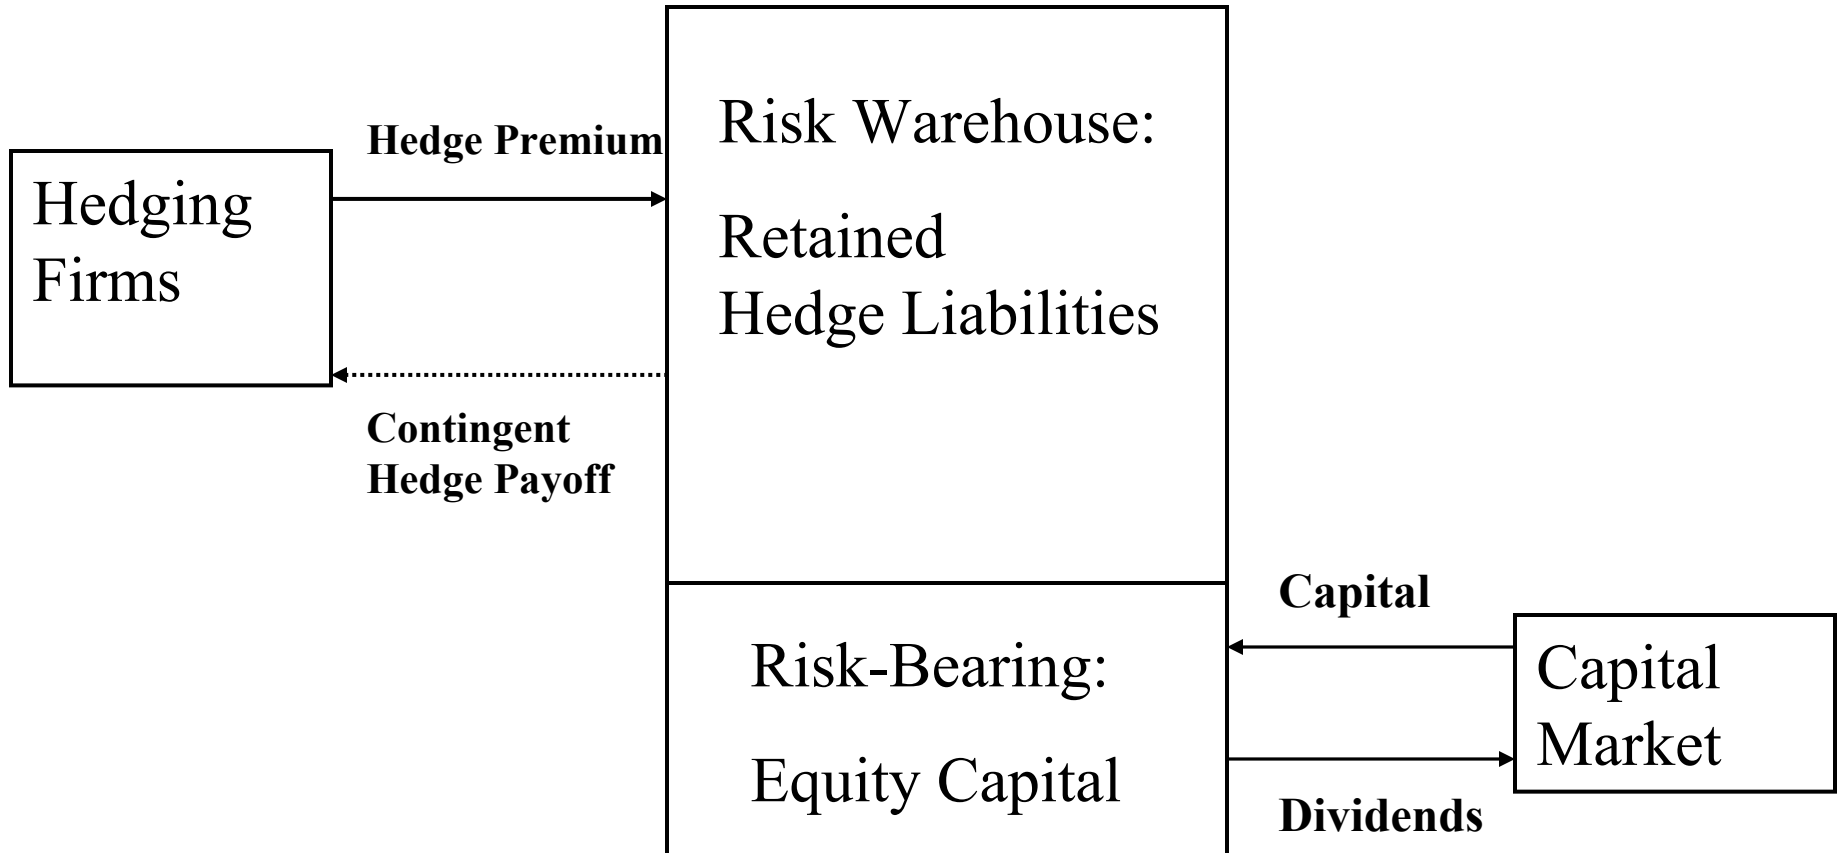 Hedging
Firms
Hedge Premium
Contingent
Hedge Payoff
Risk Warehouse:
Retained
Hedge Liabilities
Risk-Bearing:
Equity Capital
Capital
Dividends
Capital
Market